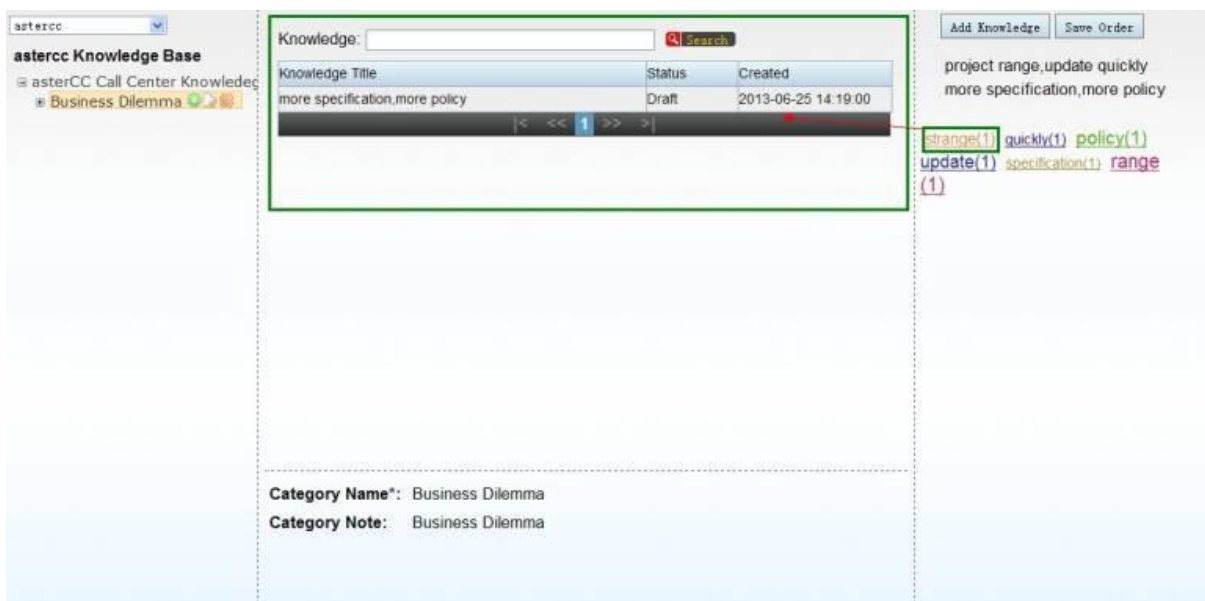 astercc
astercc Knowledge Base
asterCC Call Center Knowledeg
Business Dilemma
Knowledge:
Search
Knowledge Title Status Created
more specification,more policy Draft 2013-06-25 14:19:00
|< << 1 >> >|
Category Name*: Business Dilemma
Category Note: Business Dilemma
Add Knowledge Save Order
project range,update quickly
more specification,more policy
strange(1) quickly(1) policy(1)
update(1) specification(1) range
(1)